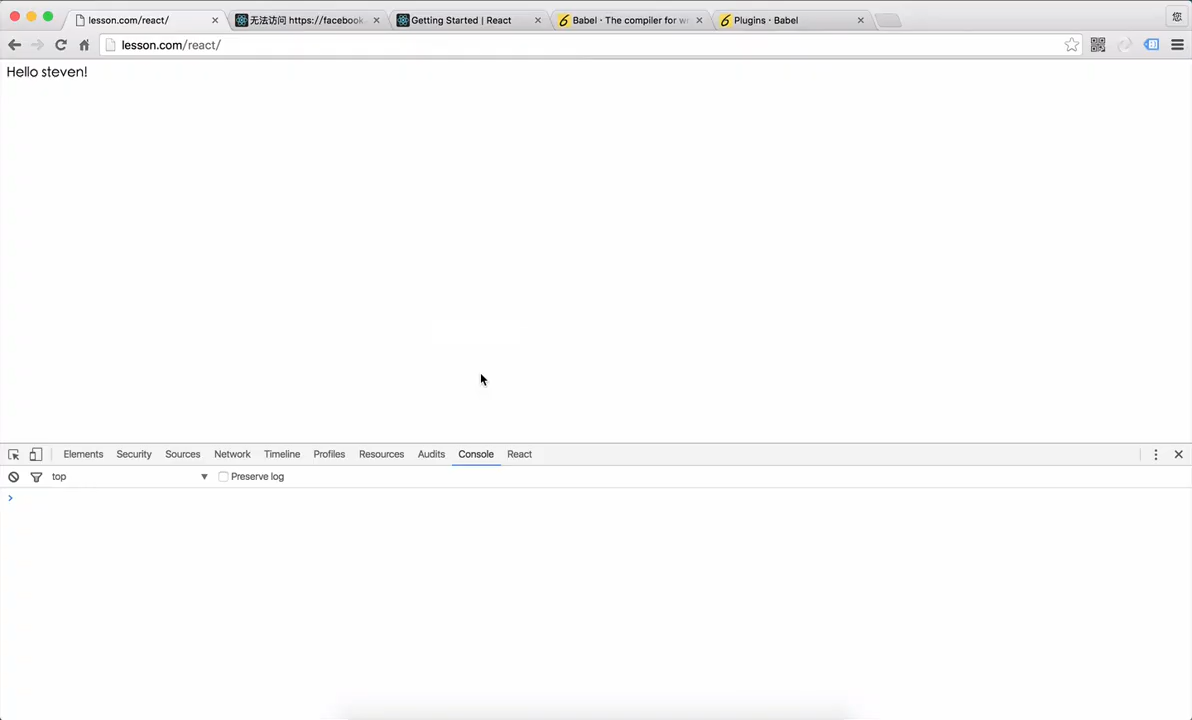 lesson.com/react/
无法访问 https://facebook.
Getting Started | React
Babel · The compiler for w
Plugins · Babel
您
lesson.com/react/
Hello steven!
Elements Security Sources Network Timeline Profiles Resources Audits Console React
top Preserve log